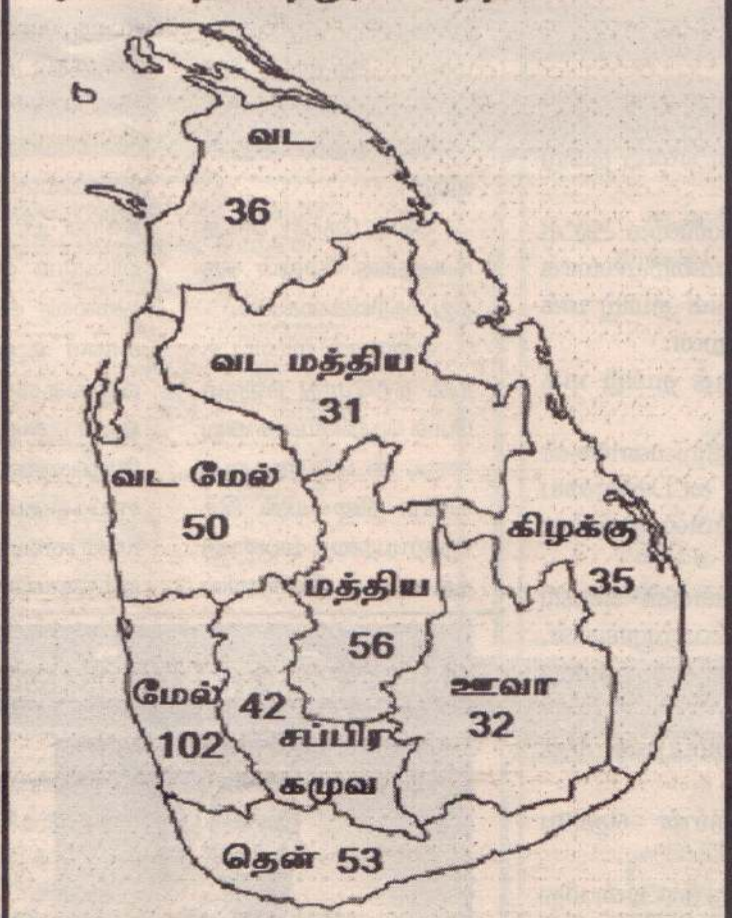 வட
36
வட மத்திய
31
வட மேல்
50
கிழக்கு
35
மத்திய
56
மேல்
102
42
சப்பிர
கமுவ
ஊவா
32
தென் 53